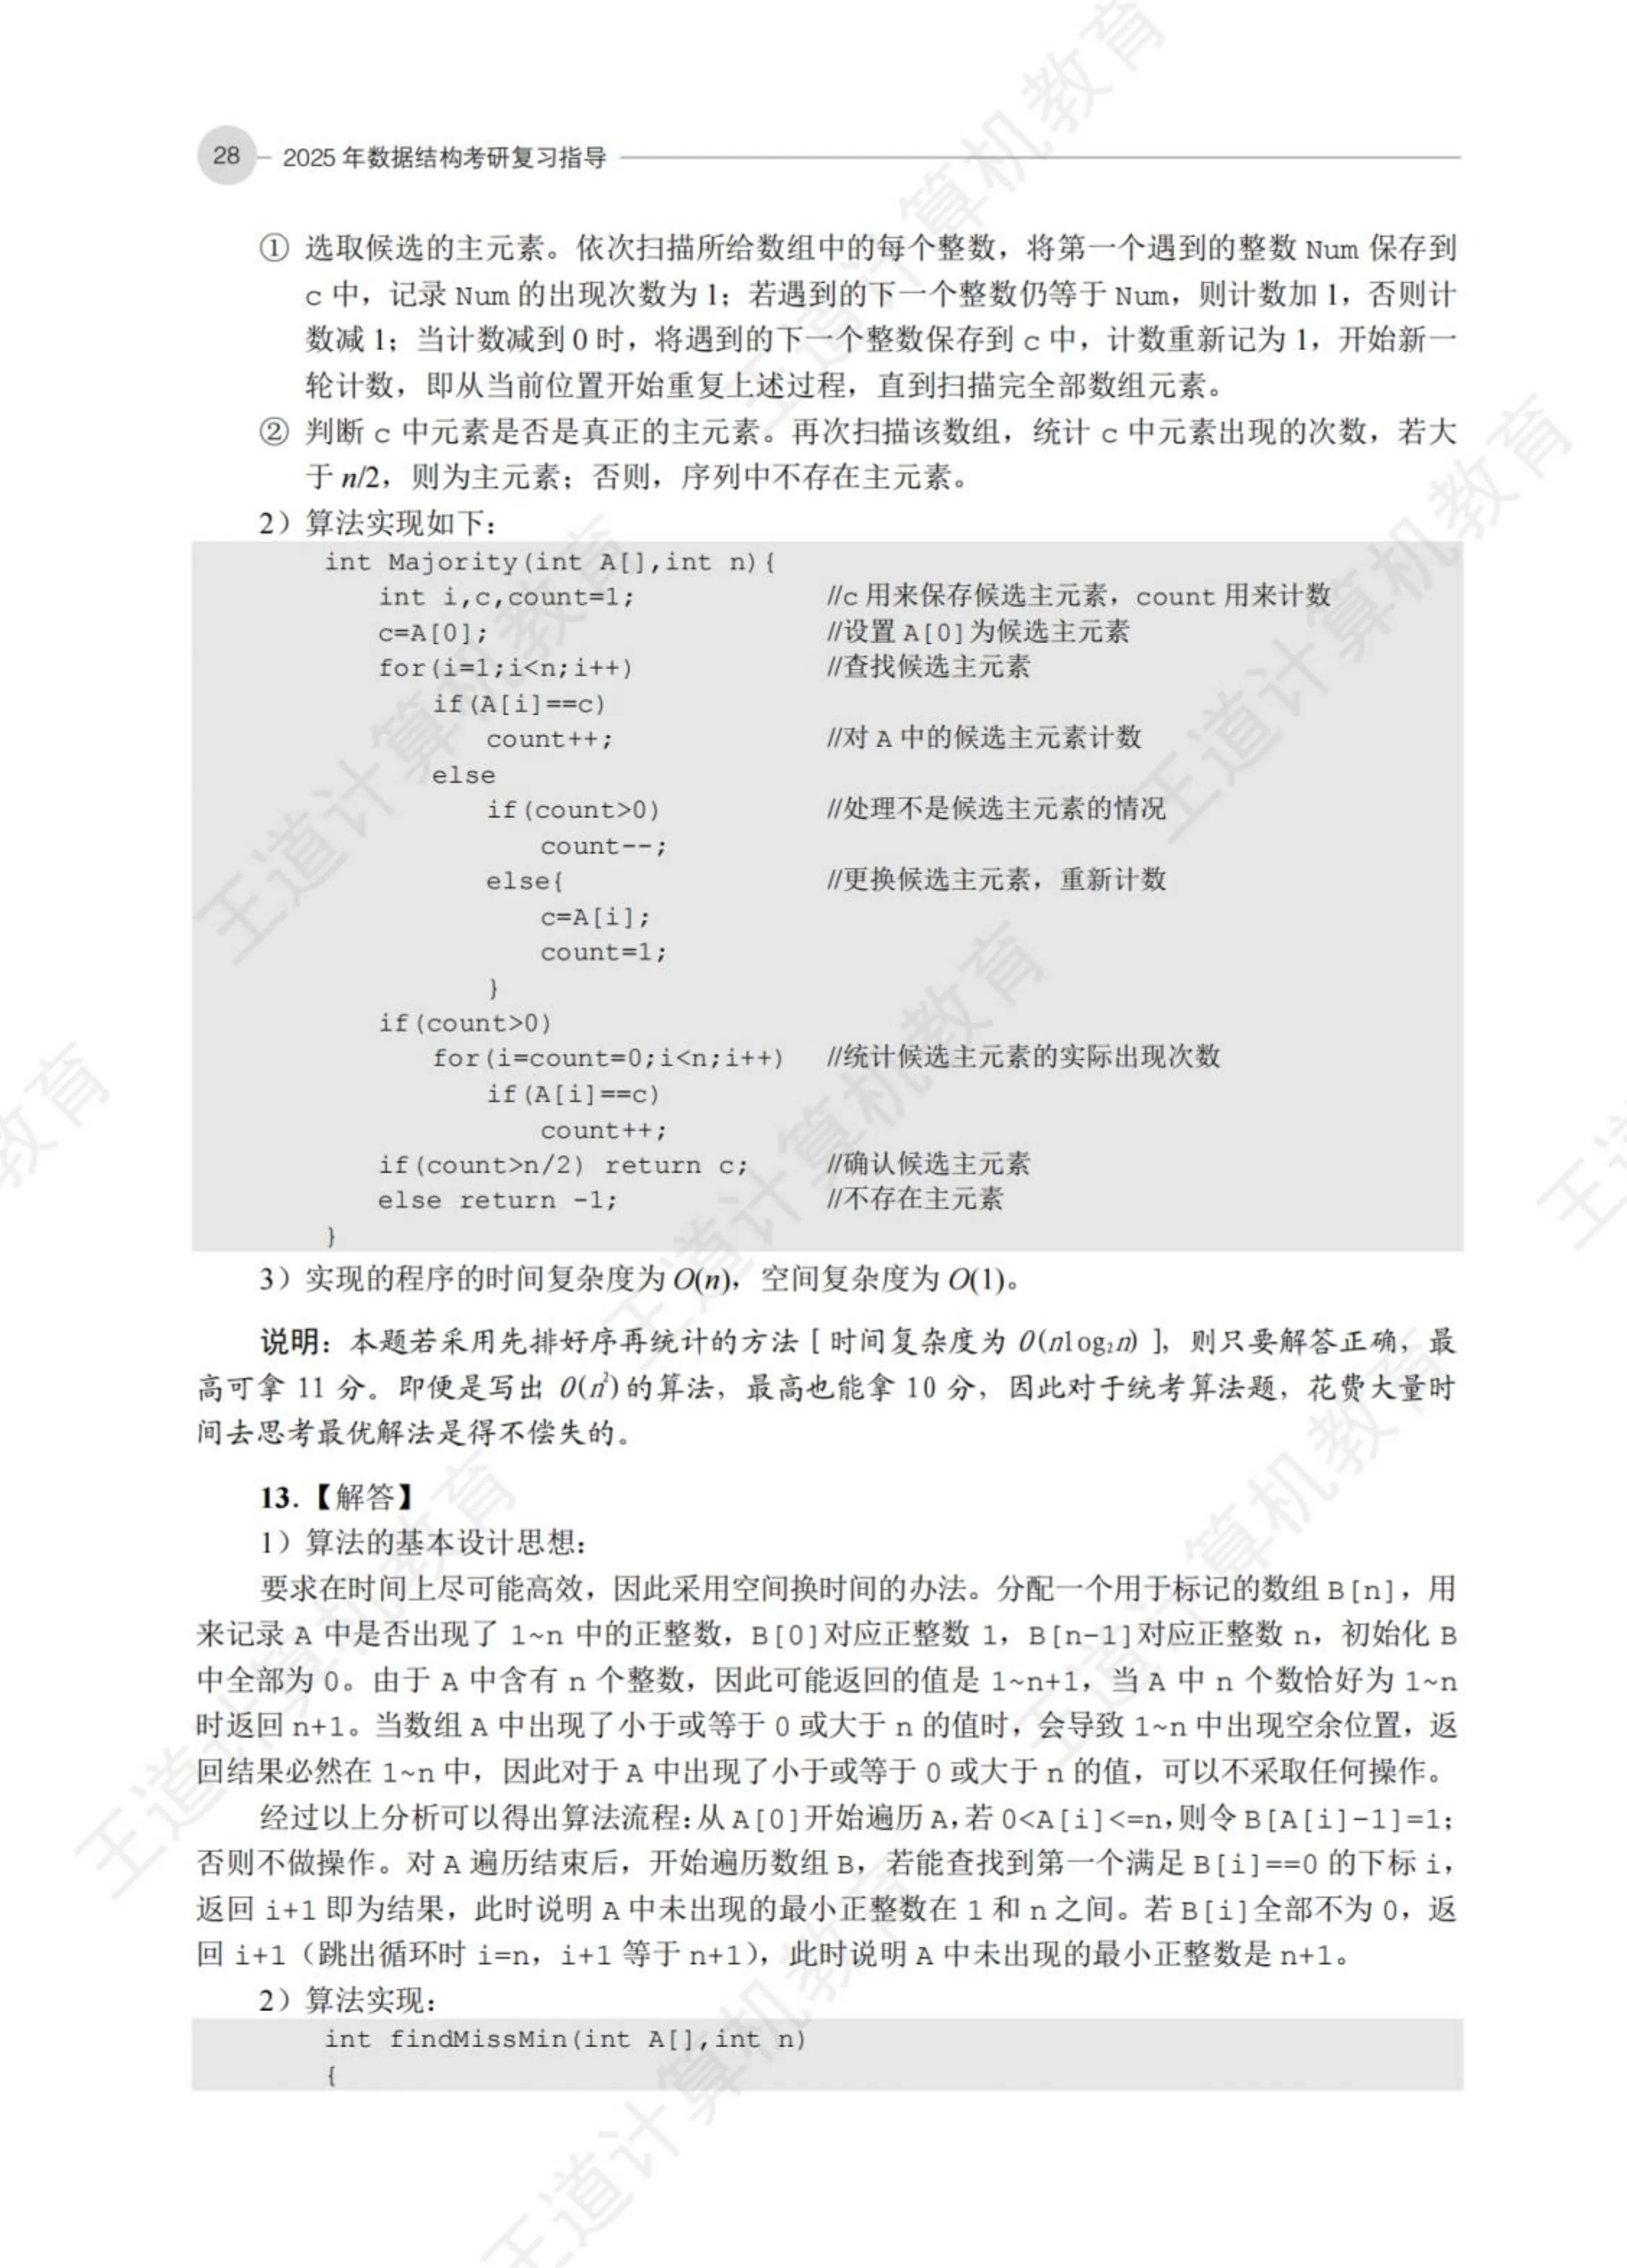 28 2025 年数据结构考研复习指导
① 选取候选的主元素。依次扫描所给数组中的每个整数，将第一个遇到的整数 Num 保存到
c 中，记录 Num 的出现次数为 1；若遇到的下一个整数仍等于 Num，则计数加 1，否则计
数减 1；当计数减到 0 时，将遇到的下一个整数保存到 c 中，计数重新记为 1，开始新一
轮计数，即从当前位置开始重复上述过程，直到扫描完全部数组元素。
② 判断 c 中元素是否是真正的主元素。再次扫描该数组，统计 c 中元素出现的次数，若大
于 n/2，则为主元素；否则，序列中不存在主元素。
2）算法实现如下：
int Majority(int A[],int n){
int i,c,count=1; //c 用来保存候选主元素，count 用来计数
c=A[0]; //设置 A[0]为候选主元素
for(i=1;i<n;i++) //查找候选主元素
if(A[i]==c)
count++; //对 A 中的候选主元素计数
else
if(count>0) //处理不是候选主元素的情况
count--;
else{ //更换候选主元素，重新计数
c=A[i];
count=1;
}
if(count>0)
for(i=count=0;i<n;i++) //统计候选主元素的实际出现次数
if(A[i]==c)
count++;
if(count>n/2) return c; //确认候选主元素
else return -1; //不存在主元素
}
3）实现的程序的时间复杂度为 O(n)，空间复杂度为 O(1)。
说明：本题若采用先排好序再统计的方法 [ 时间复杂度为 O(nlog₂n) ]，则只要解答正确，最
高可拿 11 分。即便是写出 O(n²)的算法，最高也能拿 10 分，因此对于统考算法题，花费大量时
间去思考最优解法是得不偿失的。
13.【解答】
1）算法的基本设计思想：
要求在时间上尽可能高效，因此采用空间换时间的办法。分配一个用于标记的数组 B[n]，用
来记录 A 中是否出现了 1~n 中的正整数，B[0]对应正整数 1，B[n-1]对应正整数 n，初始化 B
中全部为 0。由于 A 中含有 n 个整数，因此可能返回的值是 1~n+1，当 A 中 n 个数恰好为 1~n
时返回 n+1。当数组 A 中出现了小于或等于 0 或大于 n 的值时，会导致 1~n 中出现空余位置，返
回结果必然在 1~n 中，因此对于 A 中出现了小于或等于 0 或大于 n 的值，可以不采取任何操作。
经过以上分析可以得出算法流程：从 A[0]开始遍历 A，若 0<A[i]<=n，则令 B[A[i]-1]=1；
否则不做操作。对 A 遍历结束后，开始遍历数组 B，若能查找到第一个满足 B[i]==0 的下标 i，
返回 i+1 即为结果，此时说明 A 中未出现的最小正整数在 1 和 n 之间。若 B[i]全部不为 0，返
回 i+1（跳出循环时 i=n，i+1 等于 n+1），此时说明 A 中未出现的最小正整数是 n+1。
2）算法实现：
int findMissMin(int A[],int n)
{
王道计算机教育